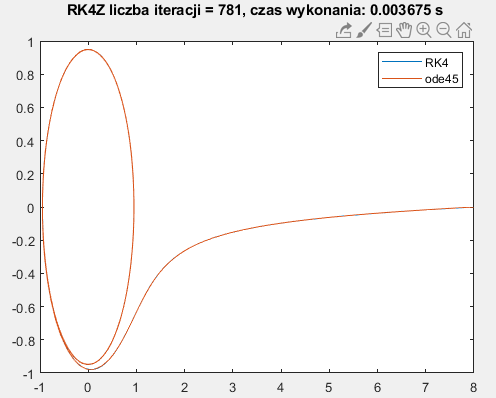 RK4Z liczba iteracji = 781, czas wykonania: 0.003675 s
RK4
ode45
1
0.8
0.6
0.4
0.2
0
-0.2
-0.4
-0.6
-0.8
-1
-1 0 1 2 3 4 5 6 7 8